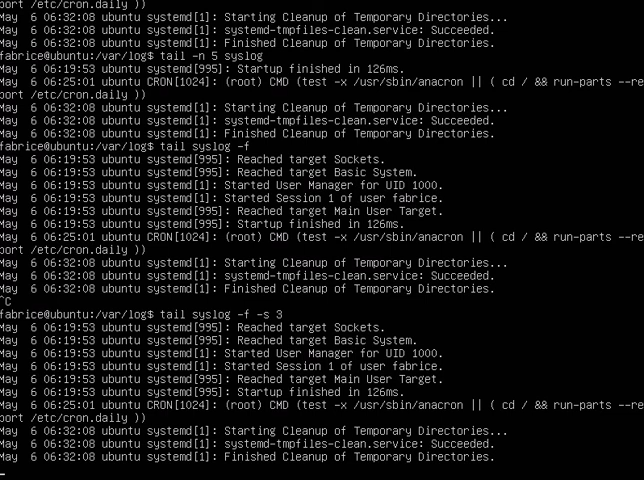 port /etc/cron.daily ))
May  6 06:32:08 ubuntu systemd[1]: Starting Cleanup of Temporary Directories...
May  6 06:32:08 ubuntu systemd[1]: systemd-tmpfiles-clean.service: Succeeded.
May  6 06:32:08 ubuntu systemd[1]: Finished Cleanup of Temporary Directories.
fabrice@ubuntu:/var/log$ tail -n 5 syslog
May  6 06:19:53 ubuntu systemd[995]: Startup finished in 126ms.
May  6 06:25:01 ubuntu CRON[1024]: (root) CMD (test -x /usr/sbin/anacron || ( cd / && run-parts --re
port /etc/cron.daily ))
May  6 06:32:08 ubuntu systemd[1]: Starting Cleanup of Temporary Directories...
May  6 06:32:08 ubuntu systemd[1]: systemd-tmpfiles-clean.service: Succeeded.
May  6 06:32:08 ubuntu systemd[1]: Finished Cleanup of Temporary Directories.
fabrice@ubuntu:/var/log$ tail syslog -f
May  6 06:19:53 ubuntu systemd[995]: Reached target Sockets.
May  6 06:19:53 ubuntu systemd[995]: Reached target Basic System.
May  6 06:19:53 ubuntu systemd[1]: Started User Manager for UID 1000.
May  6 06:19:53 ubuntu systemd[1]: Started Session 1 of user fabrice.
May  6 06:19:53 ubuntu systemd[995]: Reached target Main User Target.
May  6 06:19:53 ubuntu systemd[995]: Startup finished in 126ms.
May  6 06:25:01 ubuntu CRON[1024]: (root) CMD (test -x /usr/sbin/anacron || ( cd / && run-parts --re
port /etc/cron.daily ))
May  6 06:32:08 ubuntu systemd[1]: Starting Cleanup of Temporary Directories...
May  6 06:32:08 ubuntu systemd[1]: systemd-tmpfiles-clean.service: Succeeded.
May  6 06:32:08 ubuntu systemd[1]: Finished Cleanup of Temporary Directories.
^C
fabrice@ubuntu:/var/log$ tail syslog -f -s 3
May  6 06:19:53 ubuntu systemd[995]: Reached target Sockets.
May  6 06:19:53 ubuntu systemd[995]: Reached target Basic System.
May  6 06:19:53 ubuntu systemd[1]: Started User Manager for UID 1000.
May  6 06:19:53 ubuntu systemd[1]: Started Session 1 of user fabrice.
May  6 06:19:53 ubuntu systemd[995]: Reached target Main User Target.
May  6 06:19:53 ubuntu systemd[995]: Startup finished in 126ms.
May  6 06:25:01 ubuntu CRON[1024]: (root) CMD (test -x /usr/sbin/anacron || ( cd / && run-parts --re
port /etc/cron.daily ))
May  6 06:32:08 ubuntu systemd[1]: Starting Cleanup of Temporary Directories...
May  6 06:32:08 ubuntu systemd[1]: systemd-tmpfiles-clean.service: Succeeded.
May  6 06:32:08 ubuntu systemd[1]: Finished Cleanup of Temporary Directories.